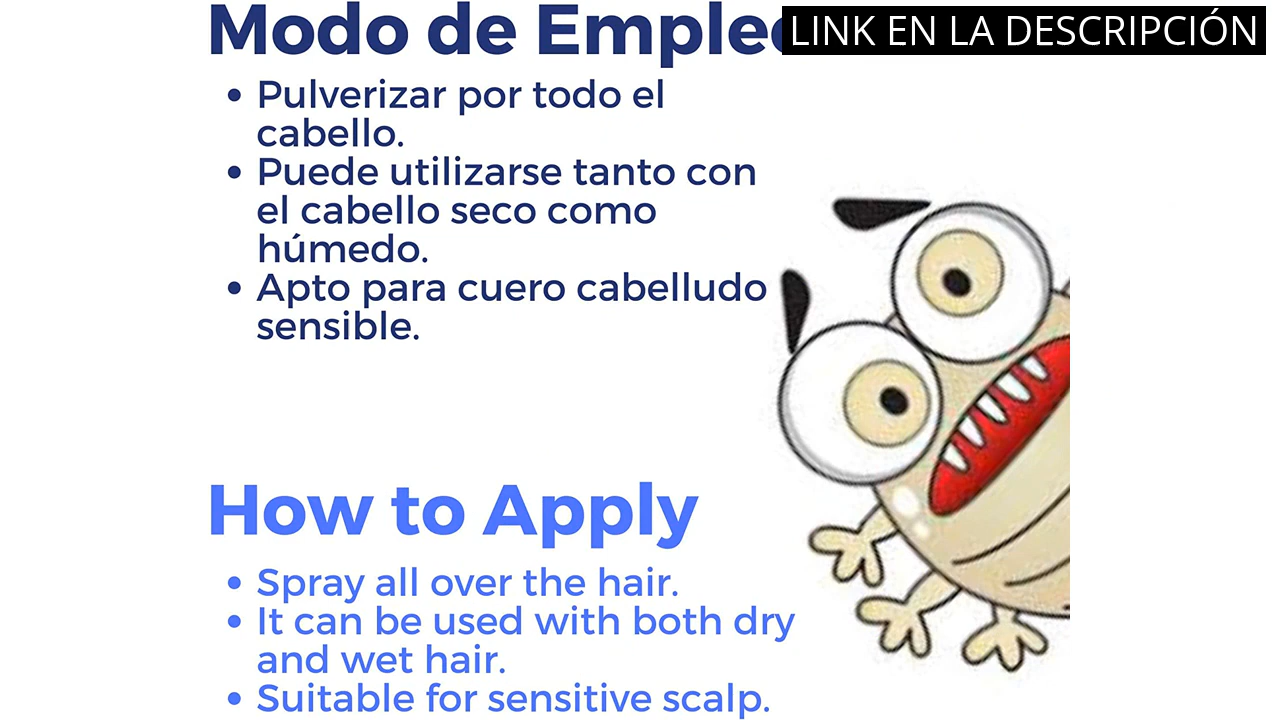 Modo de Empleo
LINK EN LA DESCRIPCIÓN
• Pulverizar por todo el
cabello.
• Puede utilizarse tanto con
el cabello seco como
húmedo.
• Apto para cuero cabelludo
sensible.
How to Apply
• Spray all over the hair.
• It can be used with both dry
and wet hair.
• Suitable for sensitive scalp.